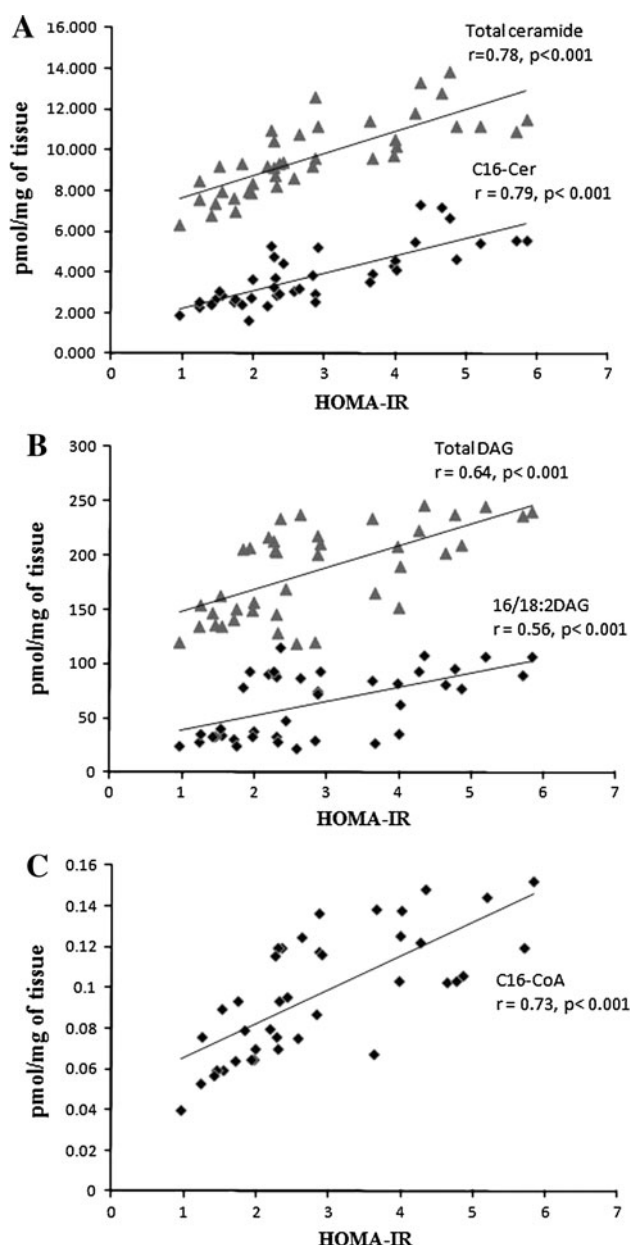 A
Total ceramide
r=0.78, p<0.001
C16-Cer
r = 0.79, p< 0.001
pmol/mg of tissue
16.000
14.000
12.000
10.000
8.000
6.000
4.000
2.000
0.000
0 1 2 3 4 5 6 7
HOMA-IR
B
Total DAG
r = 0.64, p< 0.001
16/18:2DAG
r = 0.56, p< 0.001
pmol/mg of tissue
300
250
200
150
100
50
0
0 1 2 3 4 5 6 7
HOMA-IR
C
C16-CoA
r = 0.73, p< 0.001
pmol/mg of tissue
0.16
0.14
0.12
0.1
0.08
0.06
0.04
0.02
0
0 1 2 3 4 5 6 7
HOMA-IR